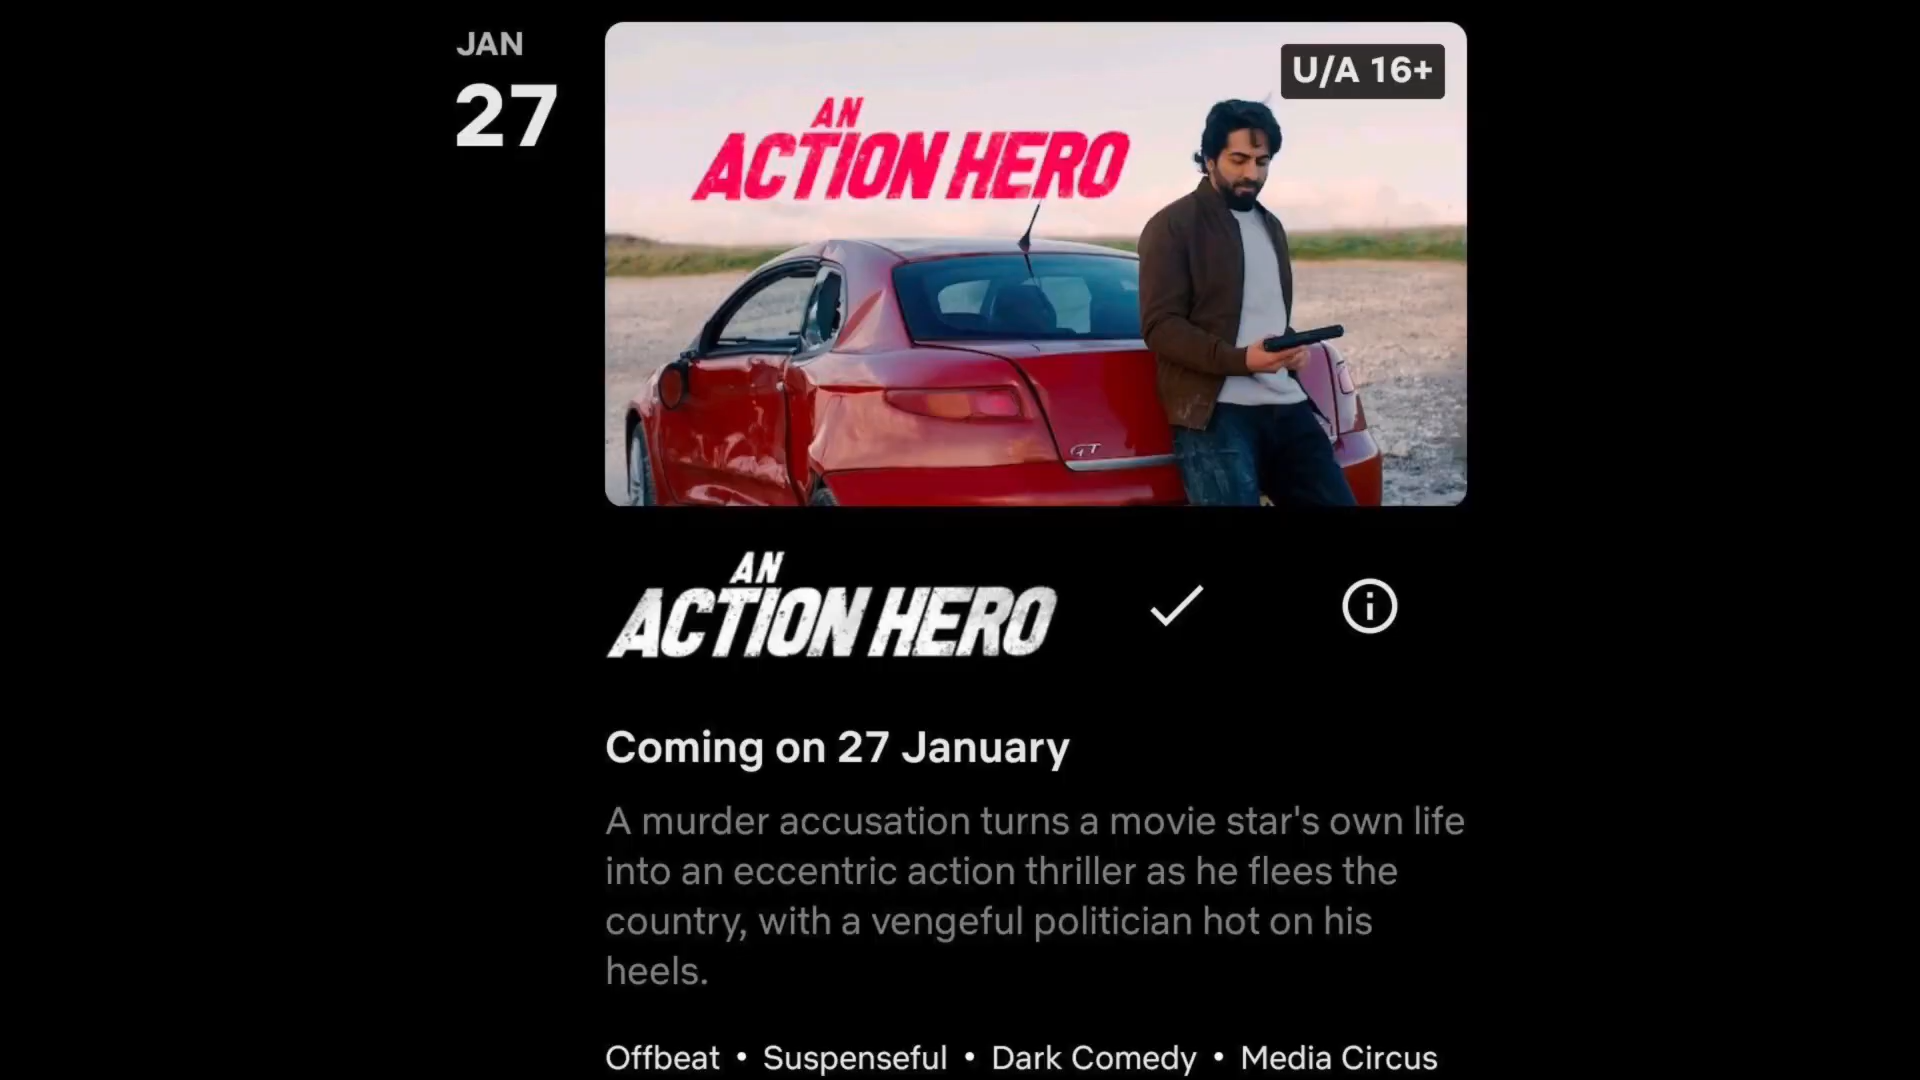 JAN
27
U/A 16+
AN
ACTION HERO
GT
AN
ACTION HERO
Coming on 27 January
A murder accusation turns a movie star's own life
into an eccentric action thriller as he flees the
country, with a vengeful politician hot on his
heels.
Offbeat • Suspenseful • Dark Comedy • Media Circus